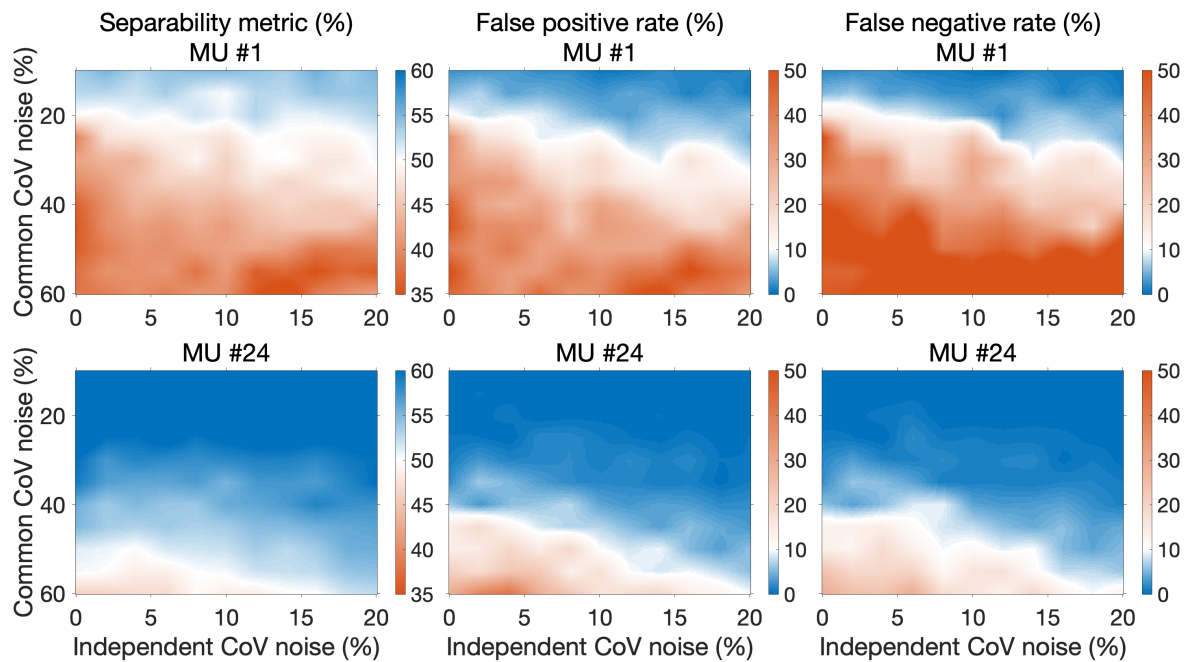 Separability metric (%)
MU #1
False positive rate (%)
MU #1
False negative rate (%)
MU #1
Common CoV noise (%)
20
40
60
0 5 10 15 20
60
55
50
45
40
35
0 5 10 15 20
50
40
30
20
10
0
0 5 10 15 20
50
40
30
20
10
0
MU #24
MU #24
MU #24
Common CoV noise (%)
20
40
60
0 5 10 15 20
Independent CoV noise (%)
60
55
50
45
40
35
0 5 10 15 20
Independent CoV noise (%)
50
40
30
20
10
0
0 5 10 15 20
Independent CoV noise (%)
50
40
30
20
10
0